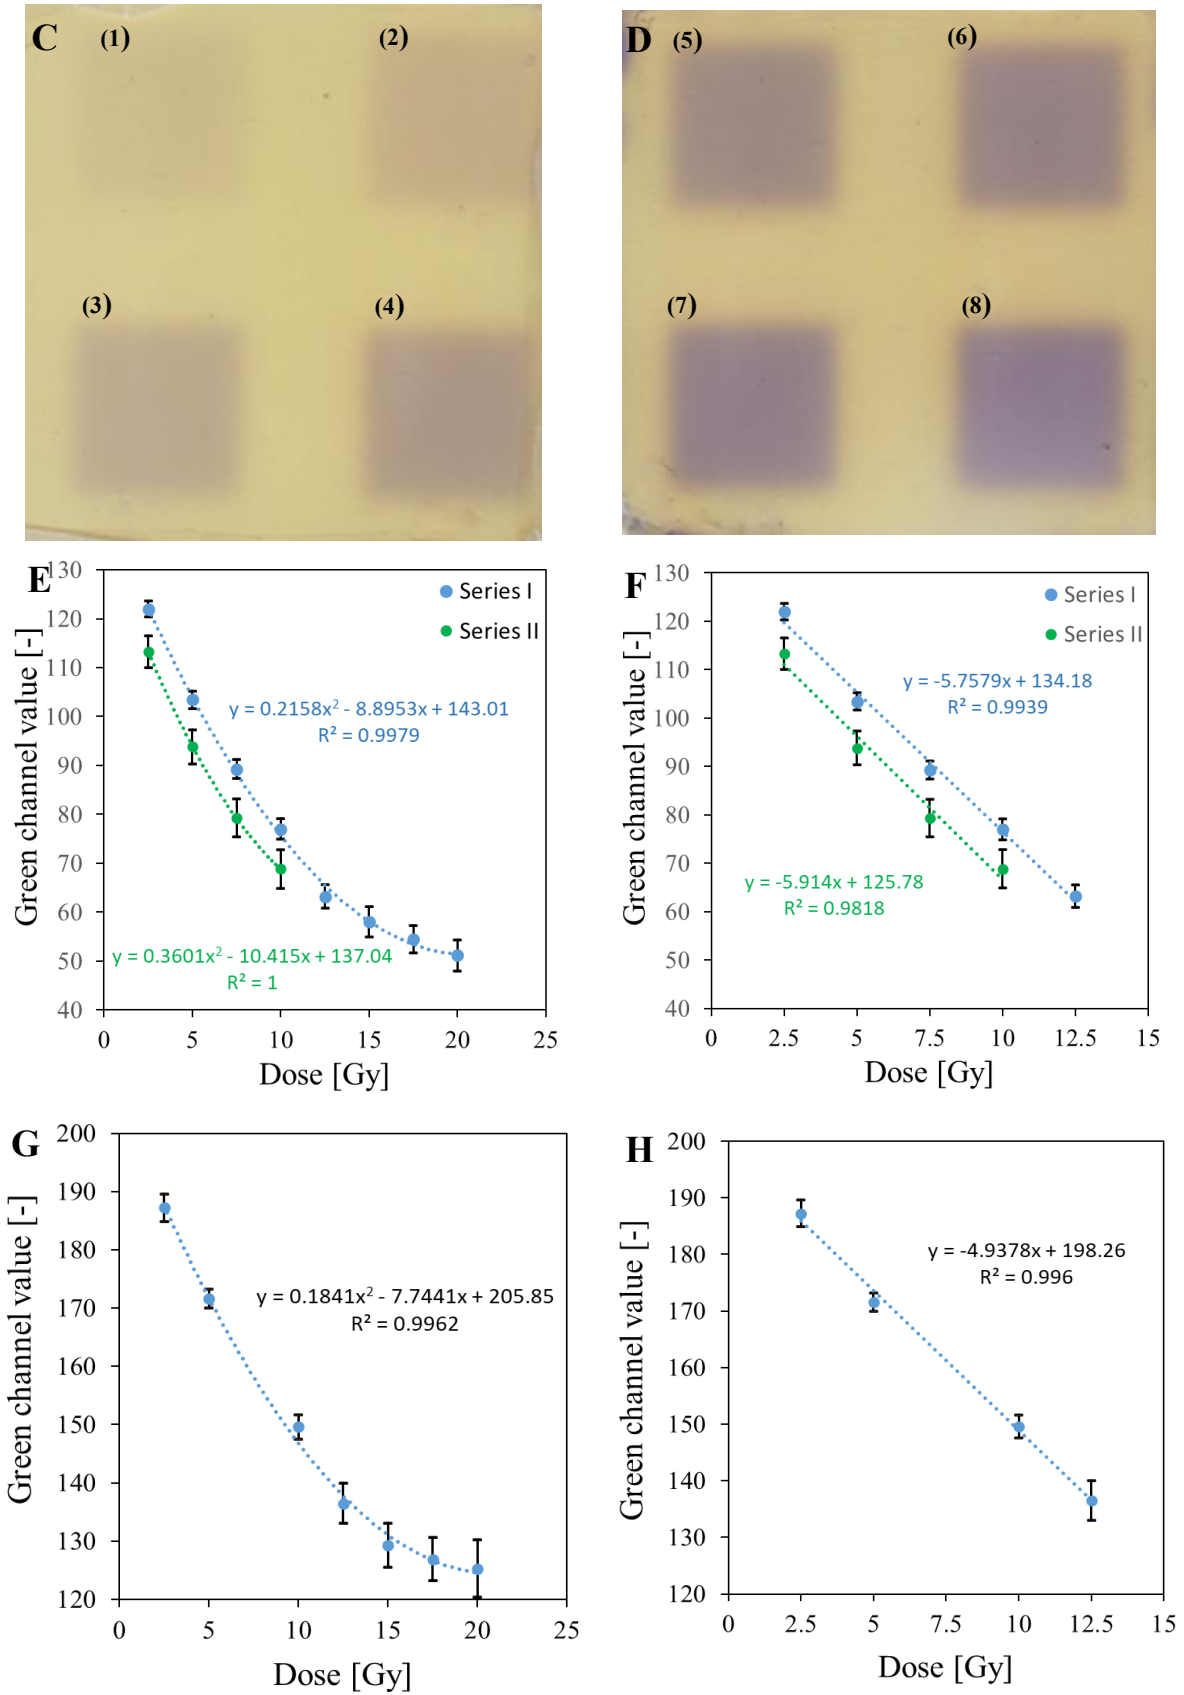 C (1) (2)
(3) (4)
D (5) (6)
(7) (8)
E
130
120
110
100
90
80
70
60
50
40
Green channel value [-]
Series I
Series II
y = 0.2158x² - 8.8953x + 143.01
R² = 0.9979
y = 0.3601x² - 10.415x + 137.04
R² = 1
0 5 10 15 20 25
Dose [Gy]
F
130
120
110
100
90
80
70
60
50
40
Green channel value [-]
Series I
Series II
y = -5.7579x + 134.18
R² = 0.9939
y = -5.914x + 125.78
R² = 0.9818
0 2.5 5 7.5 10 12.5 15
Dose [Gy]
G
200
190
180
170
160
150
140
130
120
Green channel value [-]
y = 0.1841x² - 7.7441x + 205.85
R² = 0.9962
0 5 10 15 20 25
Dose [Gy]
H
200
190
180
170
160
150
140
130
120
Green channel value [-]
y = -4.9378x + 198.26
R² = 0.996
0 2.5 5 7.5 10 12.5 15
Dose [Gy]